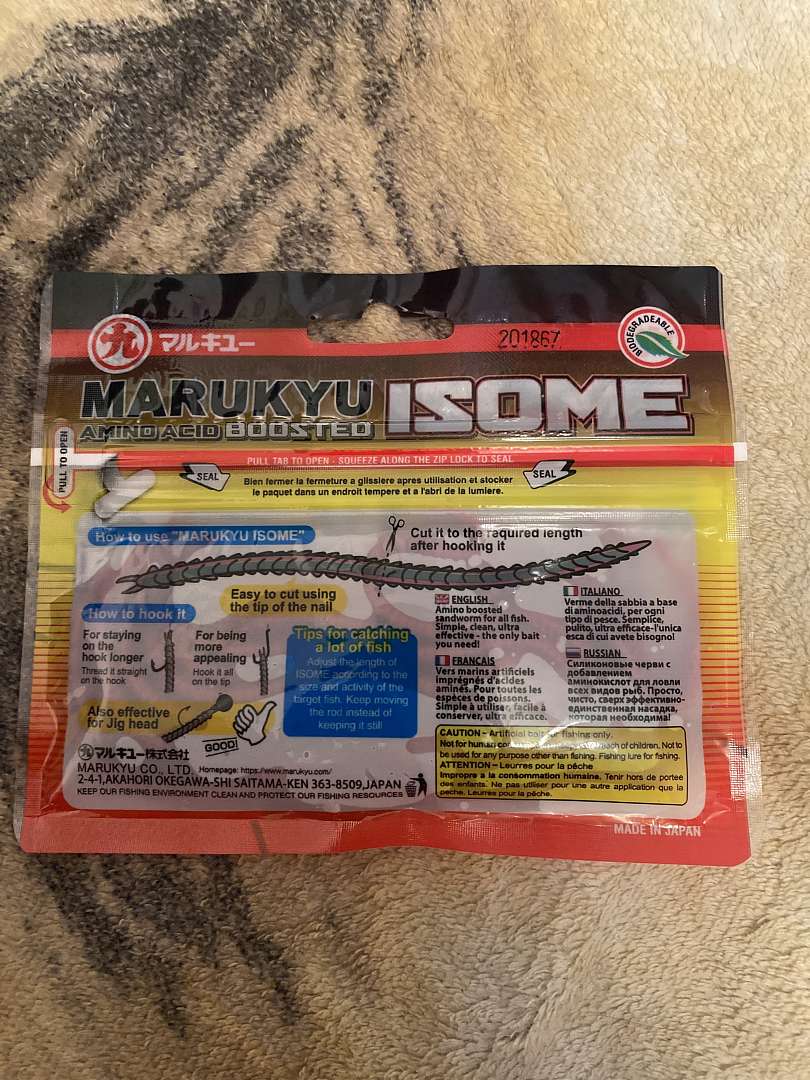 九 マルキユー
201867
BIODEGRADEABLE
MARUKYU ISOME
AMINO ACID BOOSTED
PULL TO OPEN
PULL TAB TO OPEN - SQUEEZE ALONG THE ZIP LOCK TO SEAL
SEAL
SEAL
Bien fermer la fermeture a glissiere apres utilisation et stocker
le paquet dans un endroit tempere et a l'abri de la lumiere.
How to use "MARUKYU ISOME"
Cut it to the required length
after hooking it
Easy to cut using
the tip of the nail
How to hook it
For staying
on the
hook longer
Thread it straight
on the hook
For being
more
appealing
Hook it all
on the tip
Tips for catching
a lot of fish
Adjust the length of
ISOME according to the
size and activity of the
target fish. Keep moving
the rod instead of
keeping it still
Also effective
for Jig head
GOOD!
ENGLISH
Amino boosted
sandworm for all fish.
Simple, clean, ultra
effective - the only bait
you need!
FRANCAIS
Vers marins artificiels
imprégnés d'acides
aminés. Pour toutes les
espèces de poissons.
Simple à utiliser, facile à
conserver, ultra efficace.
ITALIANO
Verme della sabbia a base
di aminoacidi, per ogni
tipo di pesce. Semplice,
pulito, ultra efficace-l'unica
esca di cui avete bisogno!
RUSSIAN
Силиконовые черви с
добавлением
аминокислот для ловли
всех видов рыб. Просто,
чисто, сверх эффективно-
единственная насадка,
которая необходима!
CAUTION - Artificial bait for fishing only.
Not for human reach of children. Not to
be used for any purpose other than fishing. Fishing lure for fishing.
ATTENTION – Leurres pour la pêche
Impropre a la consommation humaine. Tenir hors de portee
des enfants. Ne pas utiliser pour une autre application que la
pêche. Leurres pour la pêche.
九 マルキユー株式会社
MARUKYU CO., LTD. Homepage: https://www.marukyu.com/
2-4-1,AKAHORI OKEGAWA-SHI SAITAMA-KEN 363-8509,JAPAN
KEEP OUR FISHING ENVIRONMENT CLEAN AND PROTECT OUR FISHING RESOURCES
MADE IN JAPAN